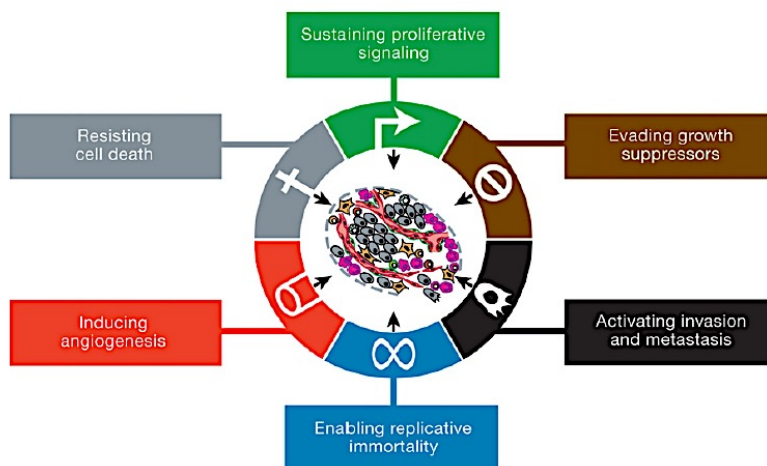 Sustaining proliferative
signaling
Resisting
cell death
Evading growth
suppressors
Inducing
angiogenesis
Activating invasion
and metastasis
Enabling replicative
immortality